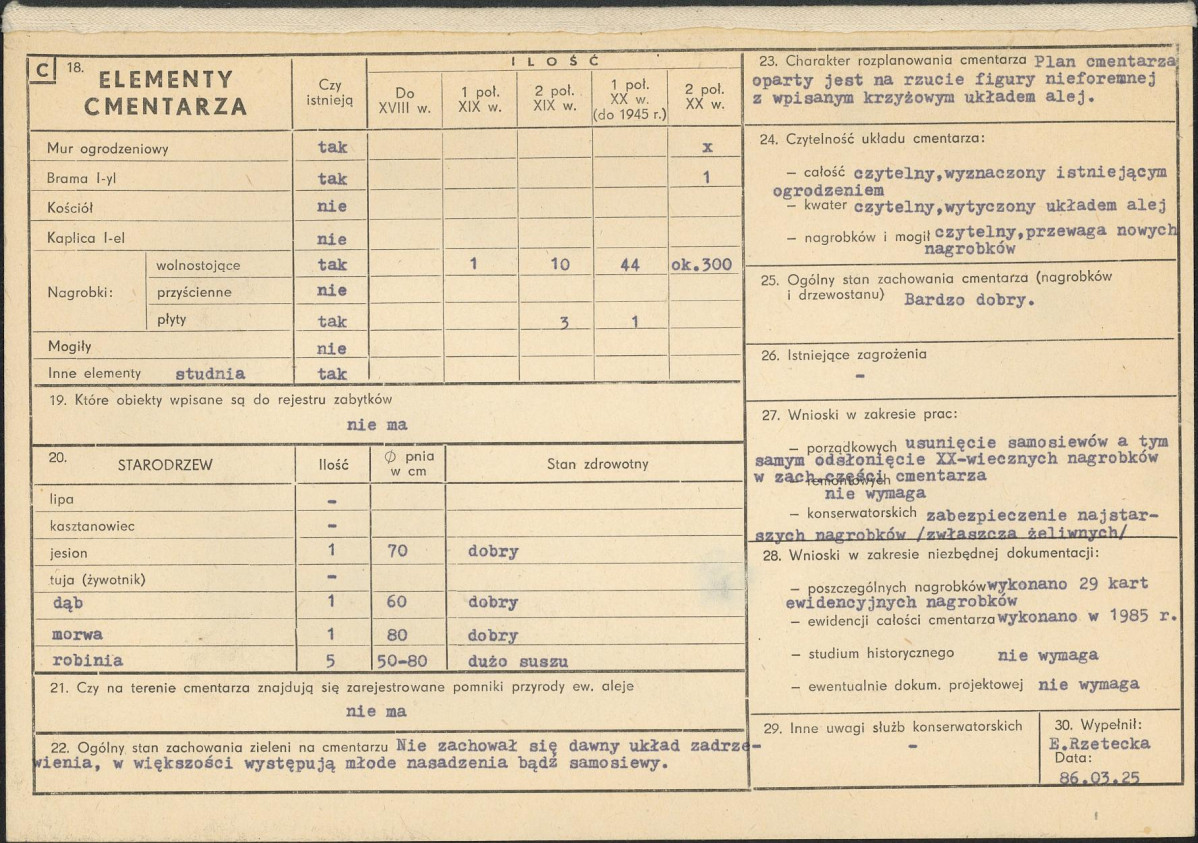 C 18. ELEMENTY CMENTARZA Czy istnieją ILOŚĆ
Do XVIII w. 1 poł. XIX w. 2 poł. XIX w. 1 poł. XX w. (do 1945 r.) 2 poł. XX w.
Mur ogrodzeniowy tak x
Brama I-yl tak 1
Kościół nie
Kaplica I-el nie
Nagrobki: wolnostojące tak 1 10 44 ok.300
przyścienne nie
płyty tak 3 1
Mogiły nie
Inne elementy studnia tak
19. Które obiekty wpisane są do rejestru zabytków
nie ma
20. STARODRZEW Ilość Ø pnia w cm Stan zdrowotny
lipa –
kasztanowiec –
jesion 1 70 dobry
tuja (żywotnik) –
dąb 1 60 dobry
morwa 1 80 dobry
robinia 5 50-80 dużo suszu
21. Czy na terenie cmentarza znajdują się zarejestrowane pomniki przyrody ew. aleje
nie ma
22. Ogólny stan zachowania zieleni na cmentarzu Nie zachował się dawny układ zadrze-
wienia, w większości występują młode nasadzenia bądź samosiewy.
23. Charakter rozplanowania cmentarza Plan cmentarza
oparty jest na rzucie figury nieforemnej
z wpisanym krzyżowym układem alej.
24. Czytelność układu cmentarza:
– całość czytelny,wyznaczony istniejącym
ogrodzeniem
– kwater czytelny,wytyczony układem alej
– nagrobków i mogił czytelny,przewaga nowych
nagrobków
25. Ogólny stan zachowania cmentarza (nagrobków
i drzewostanu) Bardzo dobry.
26. Istniejące zagrożenia
–
27. Wnioski w zakresie prac:
– porządkowych usunięcie samosiewów a tym
samym odsłonięcie XX-wiecznych nagrobków
w zach.części cmentarza
– remontowych
nie wymaga
– konserwatorskich zabezpieczenie najstar-
szych nagrobków /zwłaszcza żeliwnych/
28. Wnioski w zakresie niezbędnej dokumentacji:
– poszczególnych nagrobków wykonano 29 kart
ewidencyjnych nagrobków
– ewidencji całości cmentarza wykonano w 1985 r.
– studium historycznego nie wymaga
– ewentualnie dokum. projektowej nie wymaga
29. Inne uwagi służb konserwatorskich
–
30. Wypełnił:
E.Rzetecka
Data:
86.03.25